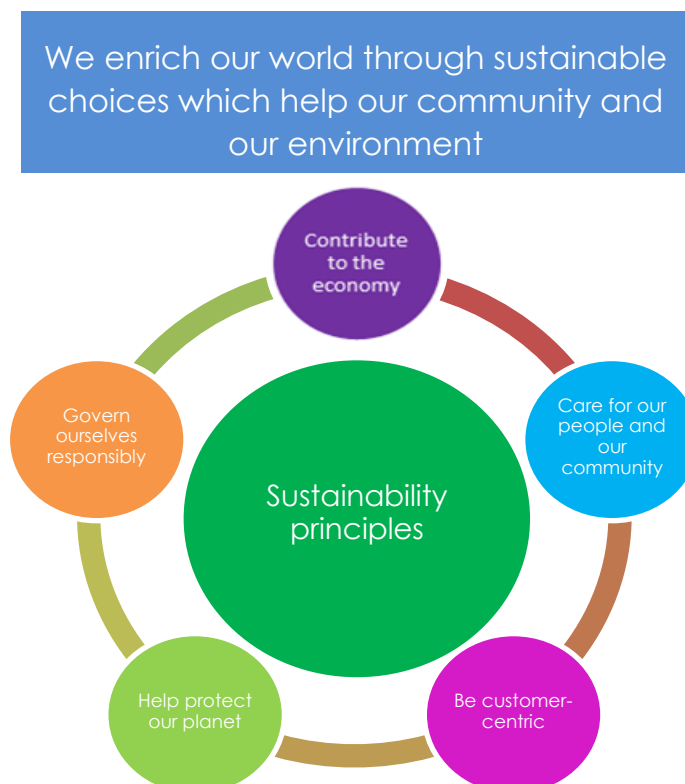 We enrich our world through sustainable
choices which help our community and
our environment
Contribute
to the
economy
Care for our
people and
our
community
Be customer-
centric
Help protect
our planet
Govern
ourselves
responsibly
Sustainability
principles